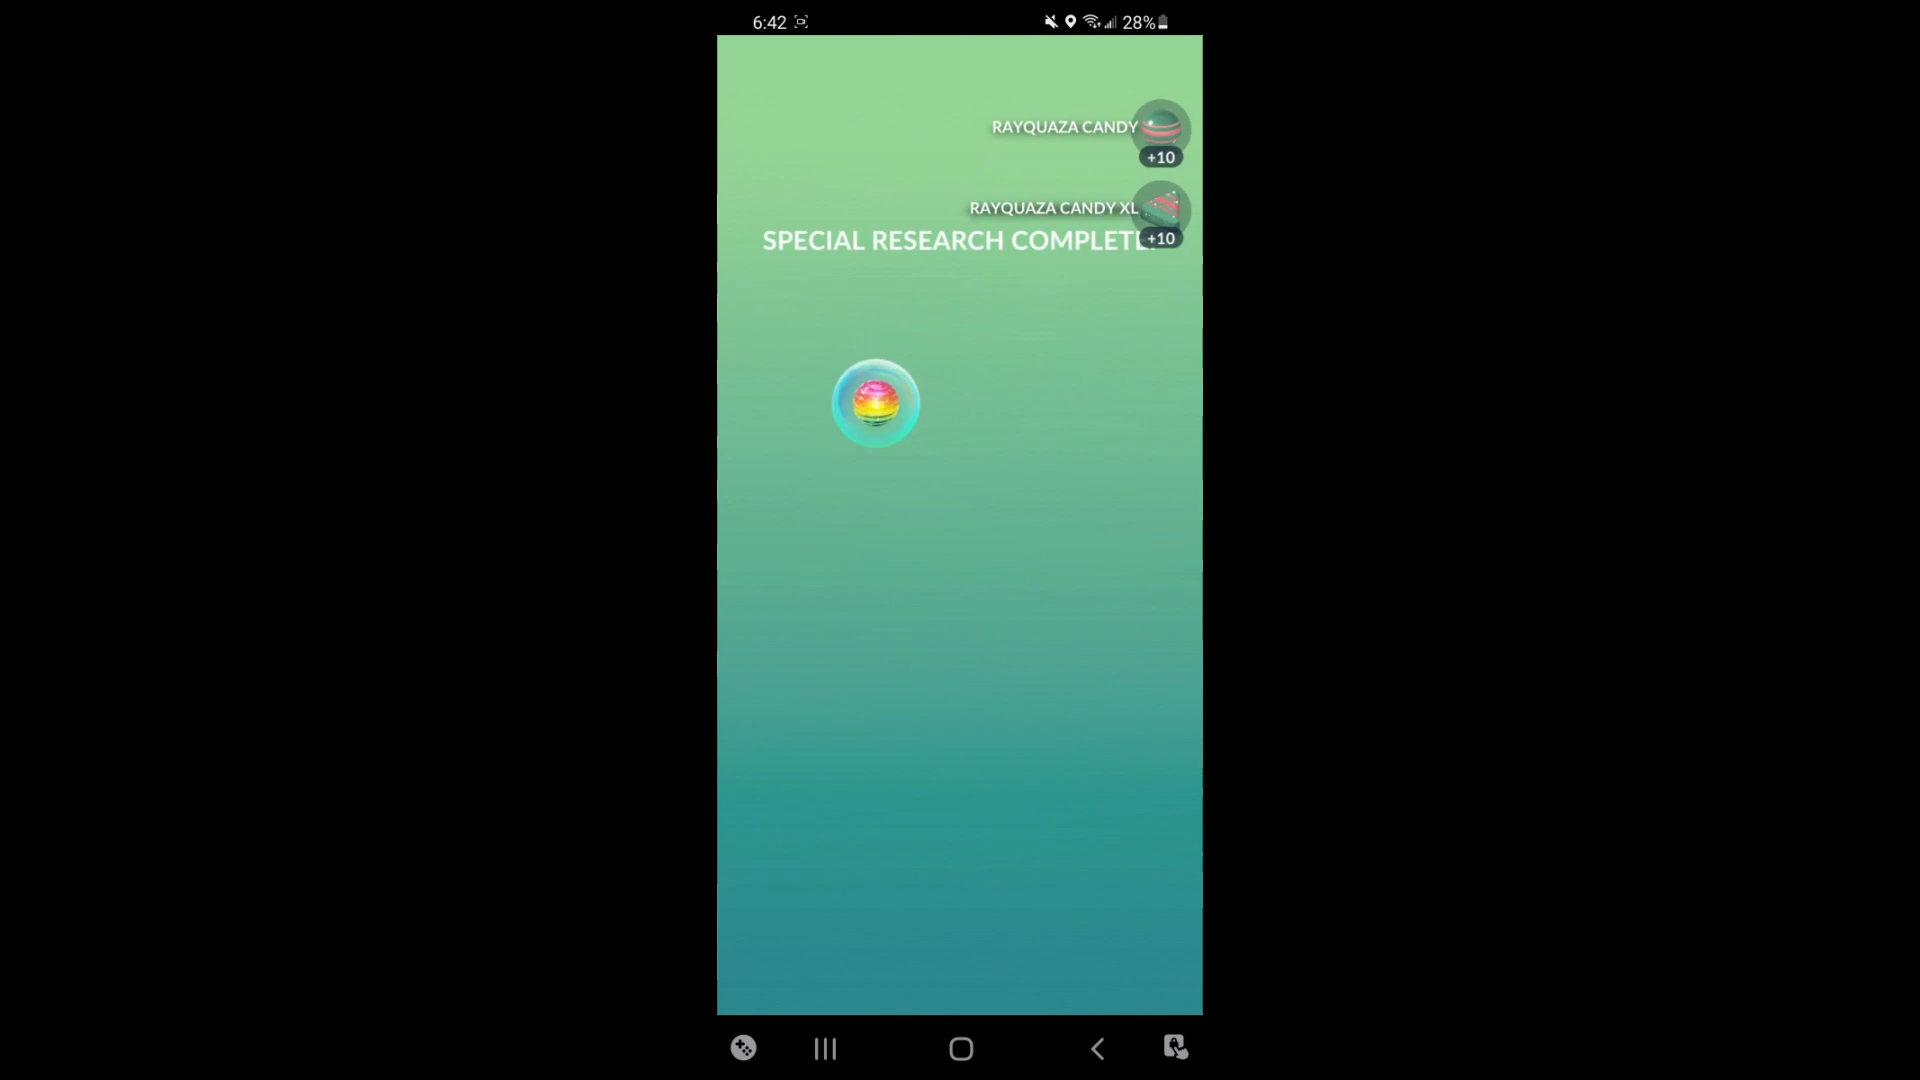 6:42 28%
RAYQUAZA CANDY
+10
RAYQUAZA CANDY XL
+10
SPECIAL RESEARCH COMPLETE